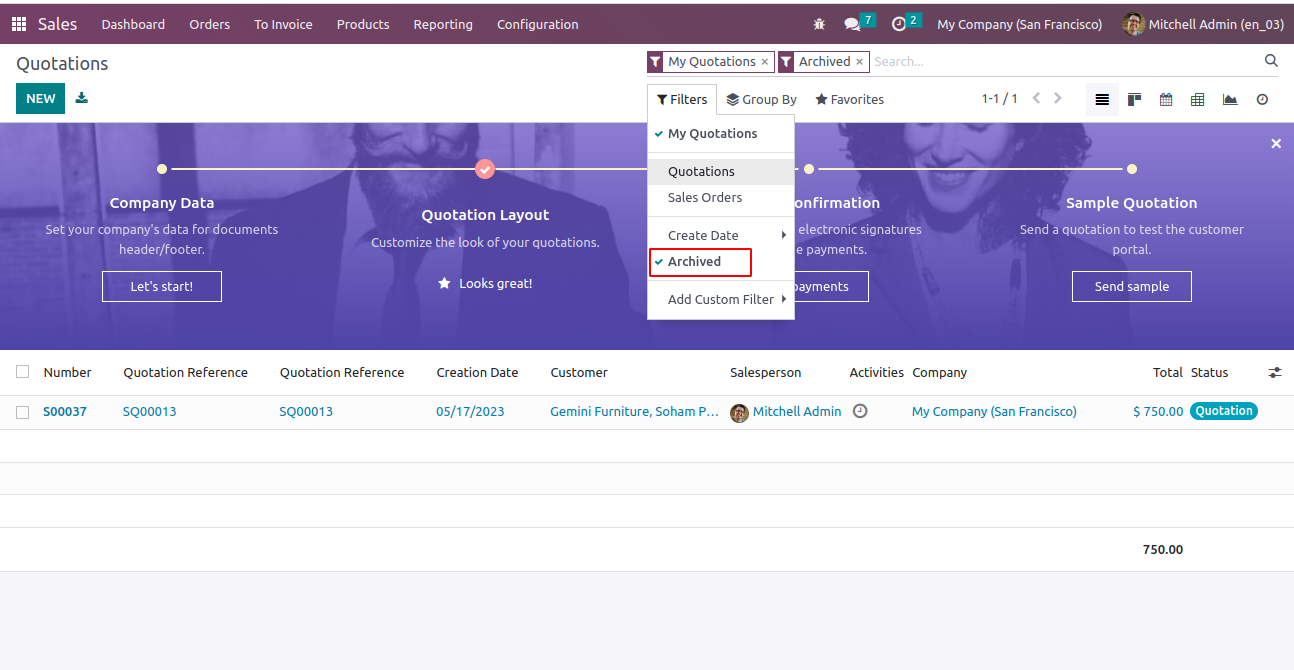 Sales Dashboard Orders To Invoice Products Reporting Configuration 7 2 My Company (San Francisco) Mitchell Admin (en_03)
Quotations
My Quotations × Archived × Search...
NEW
Filters Group By Favorites 1-1 / 1
My Quotations
Quotations
Sales Orders
Create Date
Archived
Add Custom Filter
Company Data
Set your company's data for documents
header/footer.
Let's start!
Quotation Layout
Customize the look of your quotations.
Looks great!
onfirmation
electronic signatures
e payments.
payments
Sample Quotation
Send a quotation to test the customer
portal.
Send sample
Number Quotation Reference Quotation Reference Creation Date Customer Salesperson Activities Company Total Status
S00037 SQ00013 SQ00013 05/17/2023 Gemini Furniture, Soham P... Mitchell Admin My Company (San Francisco) $ 750.00 Quotation
750.00